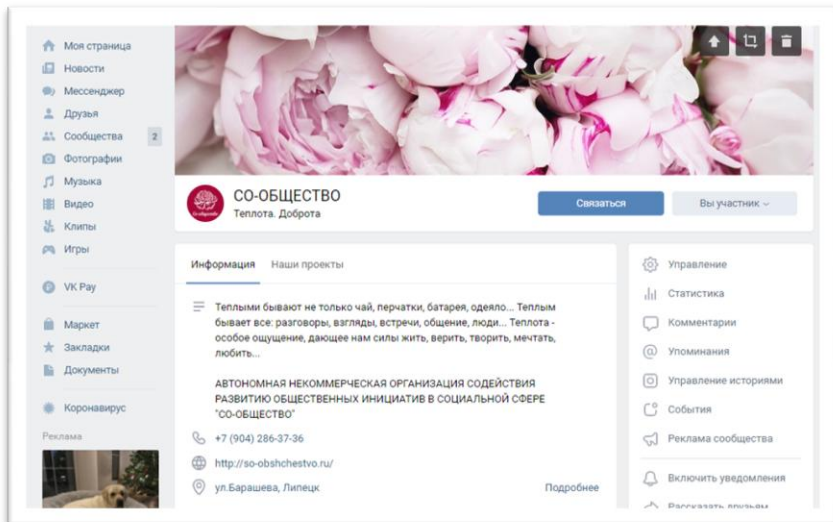 Моя страница
Новости
Мессенджер
Друзья
Сообщества 2
Фотографии
Музыка
Видео
Клипы
Игры
VK Pay
Маркет
Закладки
Документы
Коронавирус
Реклама
СО-ОБЩЕСТВО
Теплота. Доброта
Связаться
Вы участник
Информация Наши проекты
Теплыми бывают не только чай, перчатки, батарея, одеяло... Теплым
бывает все: разговоры, взгляды, встречи, общение, люди... Теплота -
особое ощущение, дающее нам силы жить, верить, творить, мечтать,
любить...
АВТОНОМНАЯ НЕКОММЕРЧЕСКАЯ ОРГАНИЗАЦИЯ СОДЕЙСТВИЯ
РАЗВИТИЮ ОБЩЕСТВЕННЫХ ИНИЦИАТИВ В СОЦИАЛЬНОЙ СФЕРЕ
"СО-ОБЩЕСТВО"
+7 (904) 286-37-36
http://so-obshchestvo.ru/
ул.Барашева, Липецк Подробнее
Управление
Статистика
Комментарии
Упоминания
Управление историями
События
Реклама сообщества
Включить уведомления
Рассказать друзьям